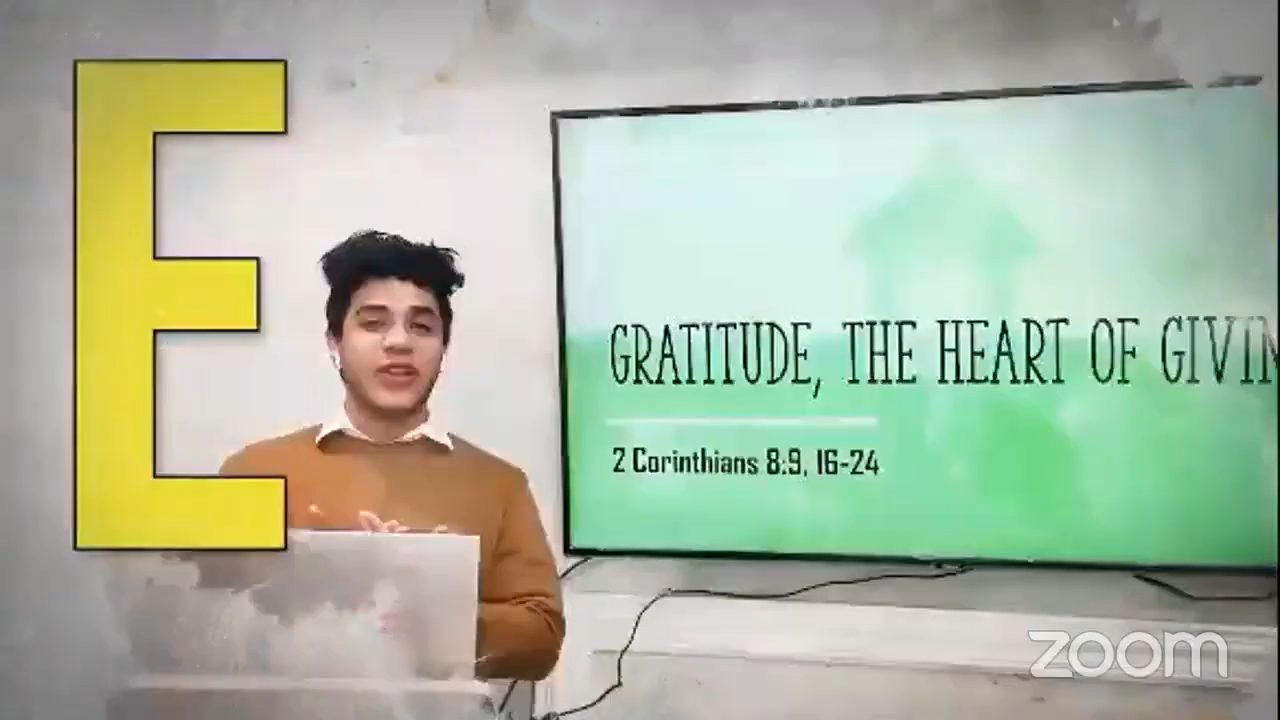 E
GRATITUDE, THE HEART OF GIVIN
2 Corinthians 8:9, 16-24
zoom